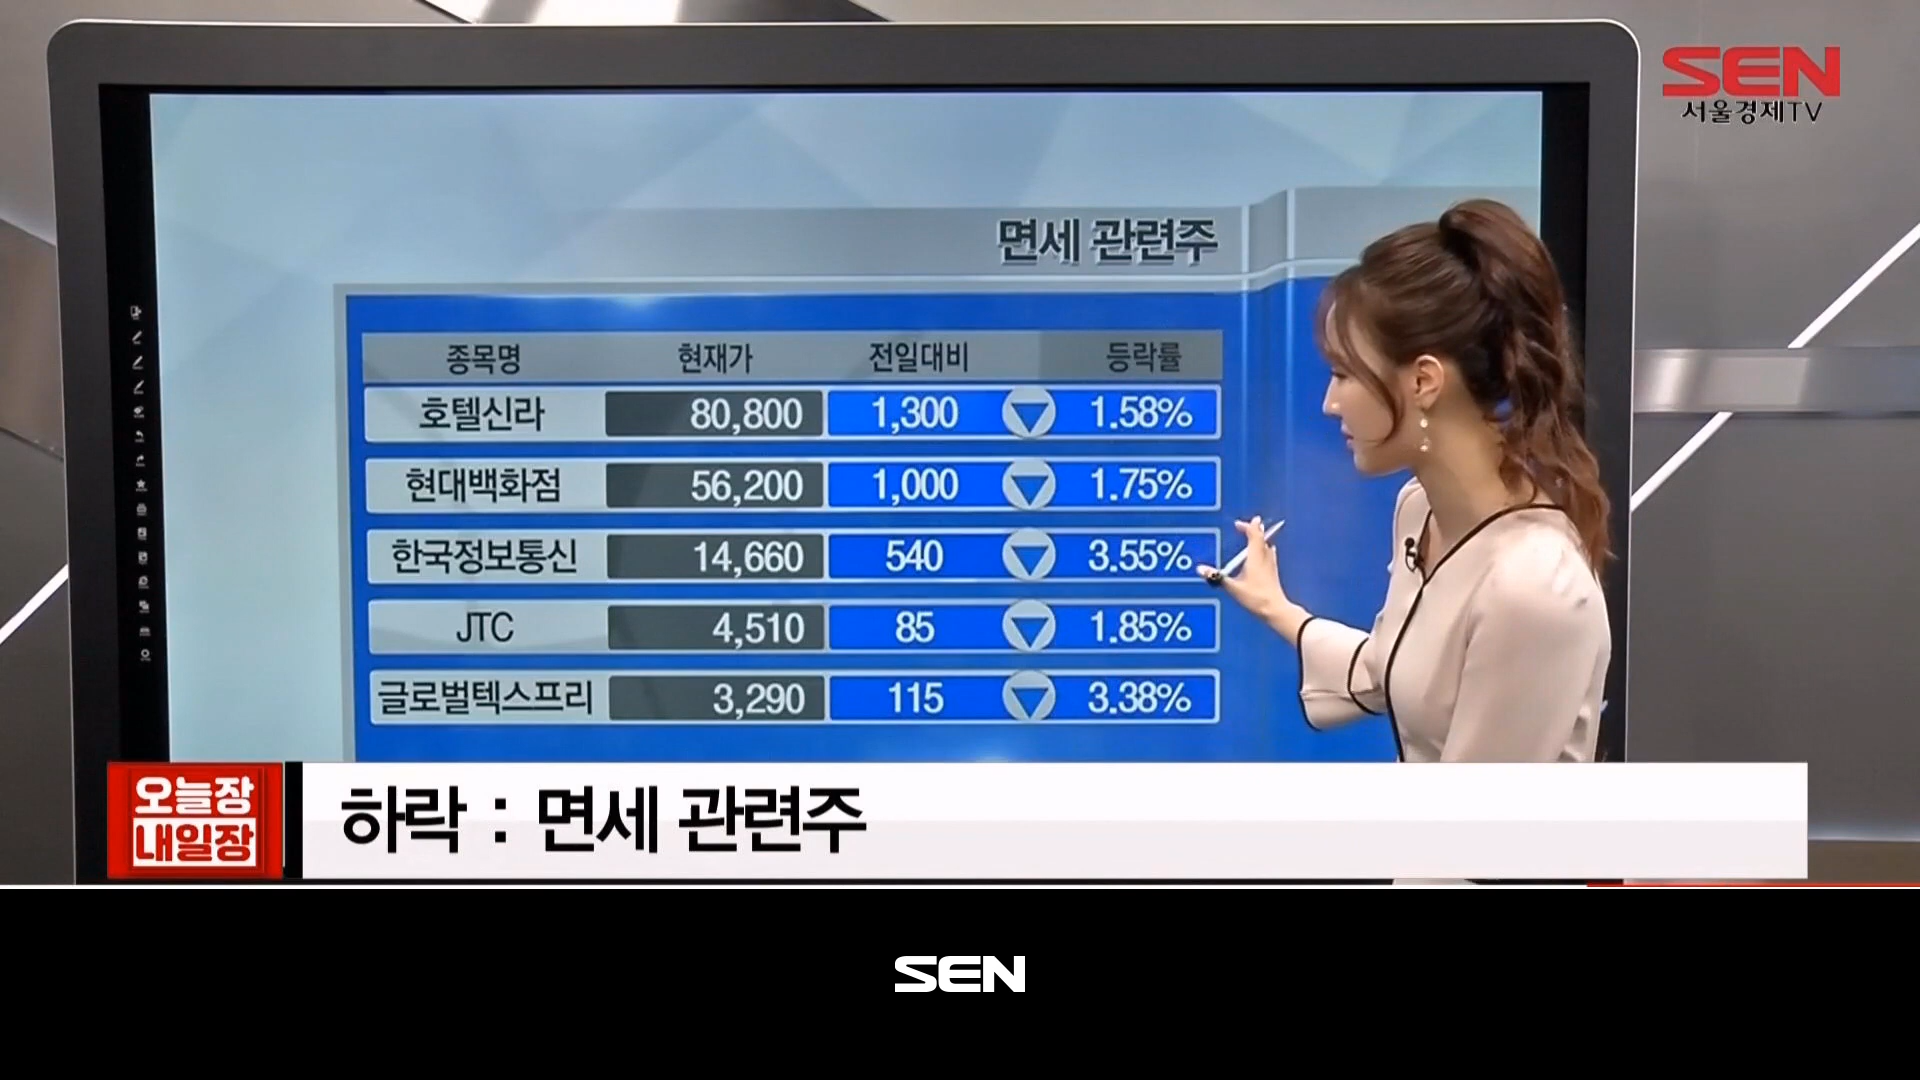 SEN
서울경제TV
면세 관련주
종목명 현재가 전일대비 등락률
호텔신라 80,800 1,300 1.58%
현대백화점 56,200 1,000 1.75%
한국정보통신 14,660 540 3.55%
JTC 4,510 85 1.85%
글로벌텍스프리 3,290 115 3.38%
오늘장
내일장
하락 : 면세 관련주
SEN